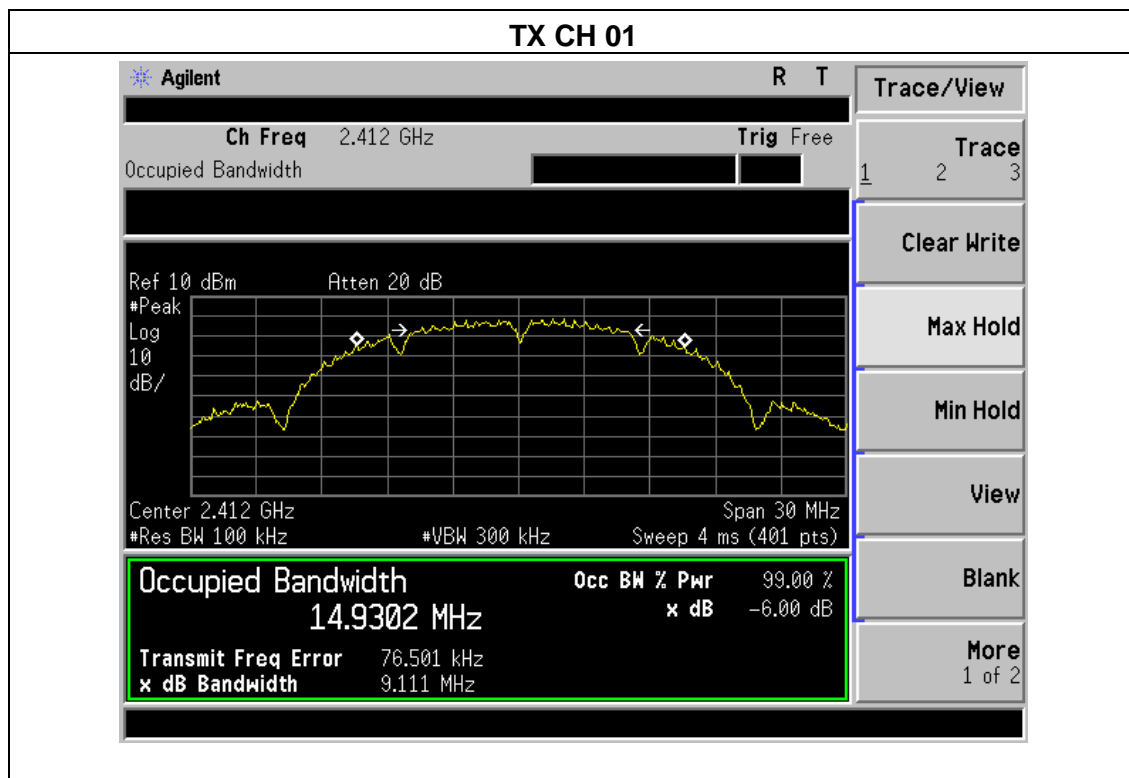 TX CH 01
Agilent R T
Trace/View
Ch Freq 2.412 GHz Trig Free
Occupied Bandwidth
Trace
1 2 3
Clear Write
Ref 10 dBm Atten 20 dB
#Peak
Log
10
dB/
Max Hold
Min Hold
View
Center 2.412 GHz Span 30 MHz
#Res BW 100 kHz #VBW 300 kHz Sweep 4 ms (401 pts)
Occupied Bandwidth Occ BW % Pwr 99.00 %
14.9302 MHz x dB -6.00 dB
Blank
Transmit Freq Error 76.501 kHz
x dB Bandwidth 9.111 MHz
More
1 of 2